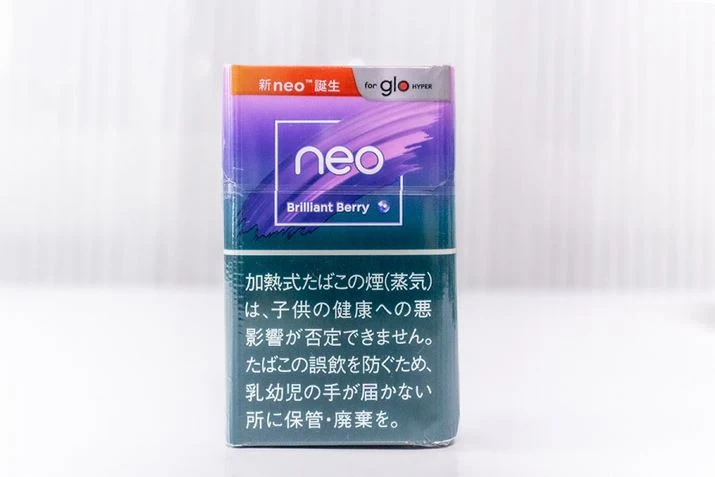 新neo™誕生
for glo HYPER
neo
Brilliant Berry
加熱式たばこの煙(蒸気)
は、子供の健康への悪
影響が否定できません。
たばこの誤飲を防ぐため、
乳幼児の手が届かない
所に保管・廃棄を。